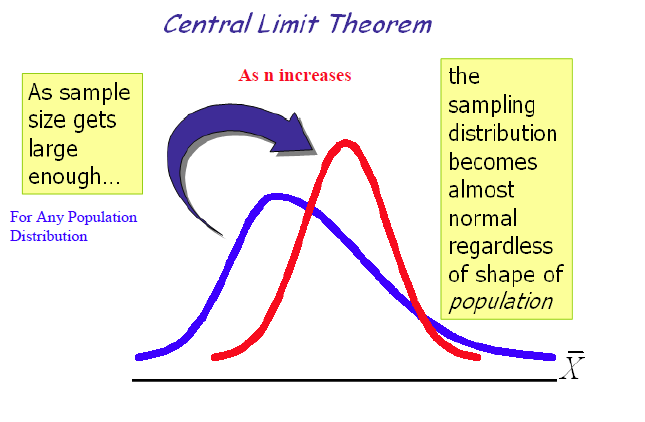 Central Limit Theorem
As n increases
As sample
size gets
large
enough...
For Any Population
Distribution
the
sampling
distribution
becomes
almost
normal
regardless
of shape of
population
X̅